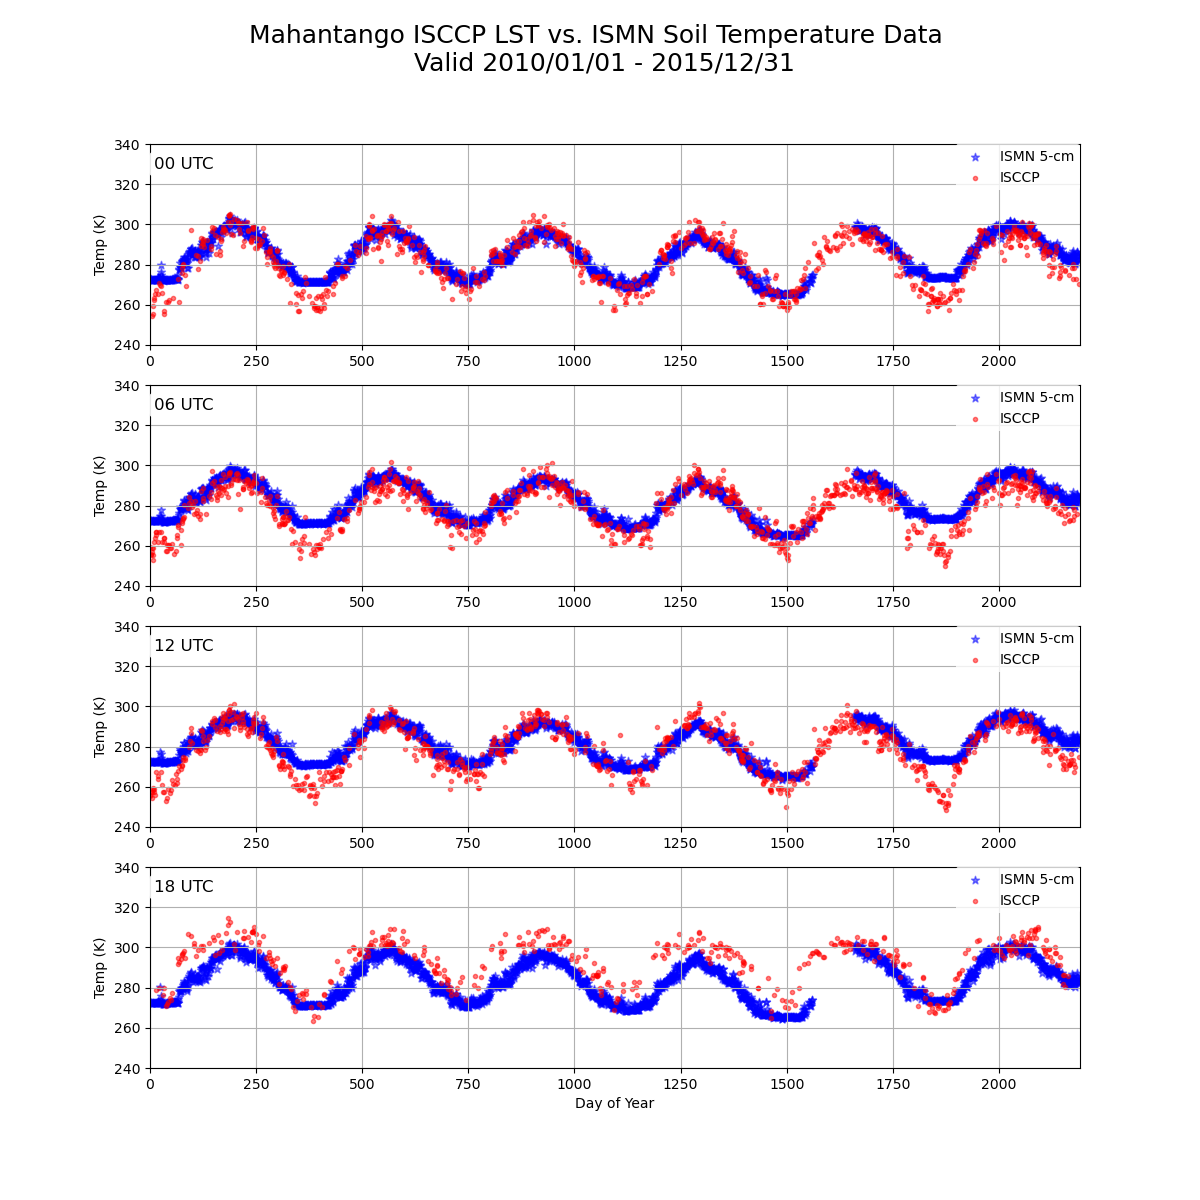 Mahantango ISCCP LST vs. ISMN Soil Temperature Data
Valid 2010/01/01 - 2015/12/31
340
320
300
280
260
240
Temp (K)
00 UTC
ISMN 5-cm
ISCCP
0 250 500 750 1000 1250 1500 1750 2000
340
320
300
280
260
240
Temp (K)
06 UTC
ISMN 5-cm
ISCCP
0 250 500 750 1000 1250 1500 1750 2000
340
320
300
280
260
240
Temp (K)
12 UTC
ISMN 5-cm
ISCCP
0 250 500 750 1000 1250 1500 1750 2000
340
320
300
280
260
240
Temp (K)
18 UTC
ISMN 5-cm
ISCCP
0 250 500 750 1000 1250 1500 1750 2000
Day of Year